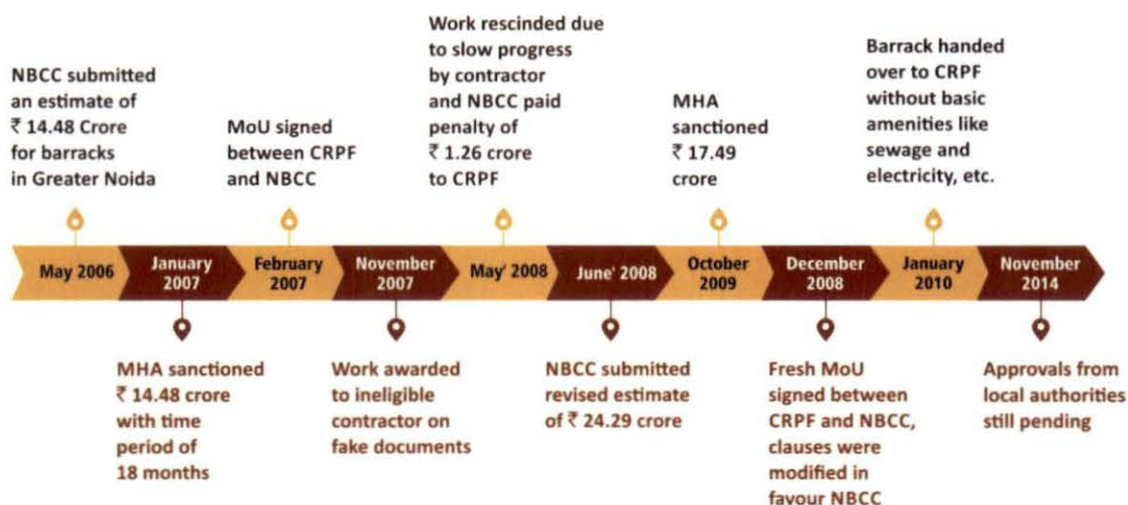 NBCC submitted
an estimate of
₹ 14.48 Crore
for barracks
in Greater Noida
MoU signed
between CRPF
and NBCC
Work rescinded due
to slow progress
by contractor
and NBCC paid
penalty of
₹ 1.26 crore
to CRPF
MHA
sanctioned
₹ 17.49
crore
Barrack handed
over to CRPF
without basic
amenities like
sewage and
electricity, etc.
May 2006
January
2007
February
2007
November
2007
May' 2008
June' 2008
October
2009
December
2008
January
2010
November
2014
MHA sanctioned
₹ 14.48 crore
with time
period of
18 months
Work awarded
to ineligible
contractor on
fake documents
NBCC submitted
revised estimate
of ₹ 24.29 crore
Fresh MoU
signed between
CRPF and NBCC,
clauses were
modified in
favour NBCC
Approvals from
local authorities
still pending